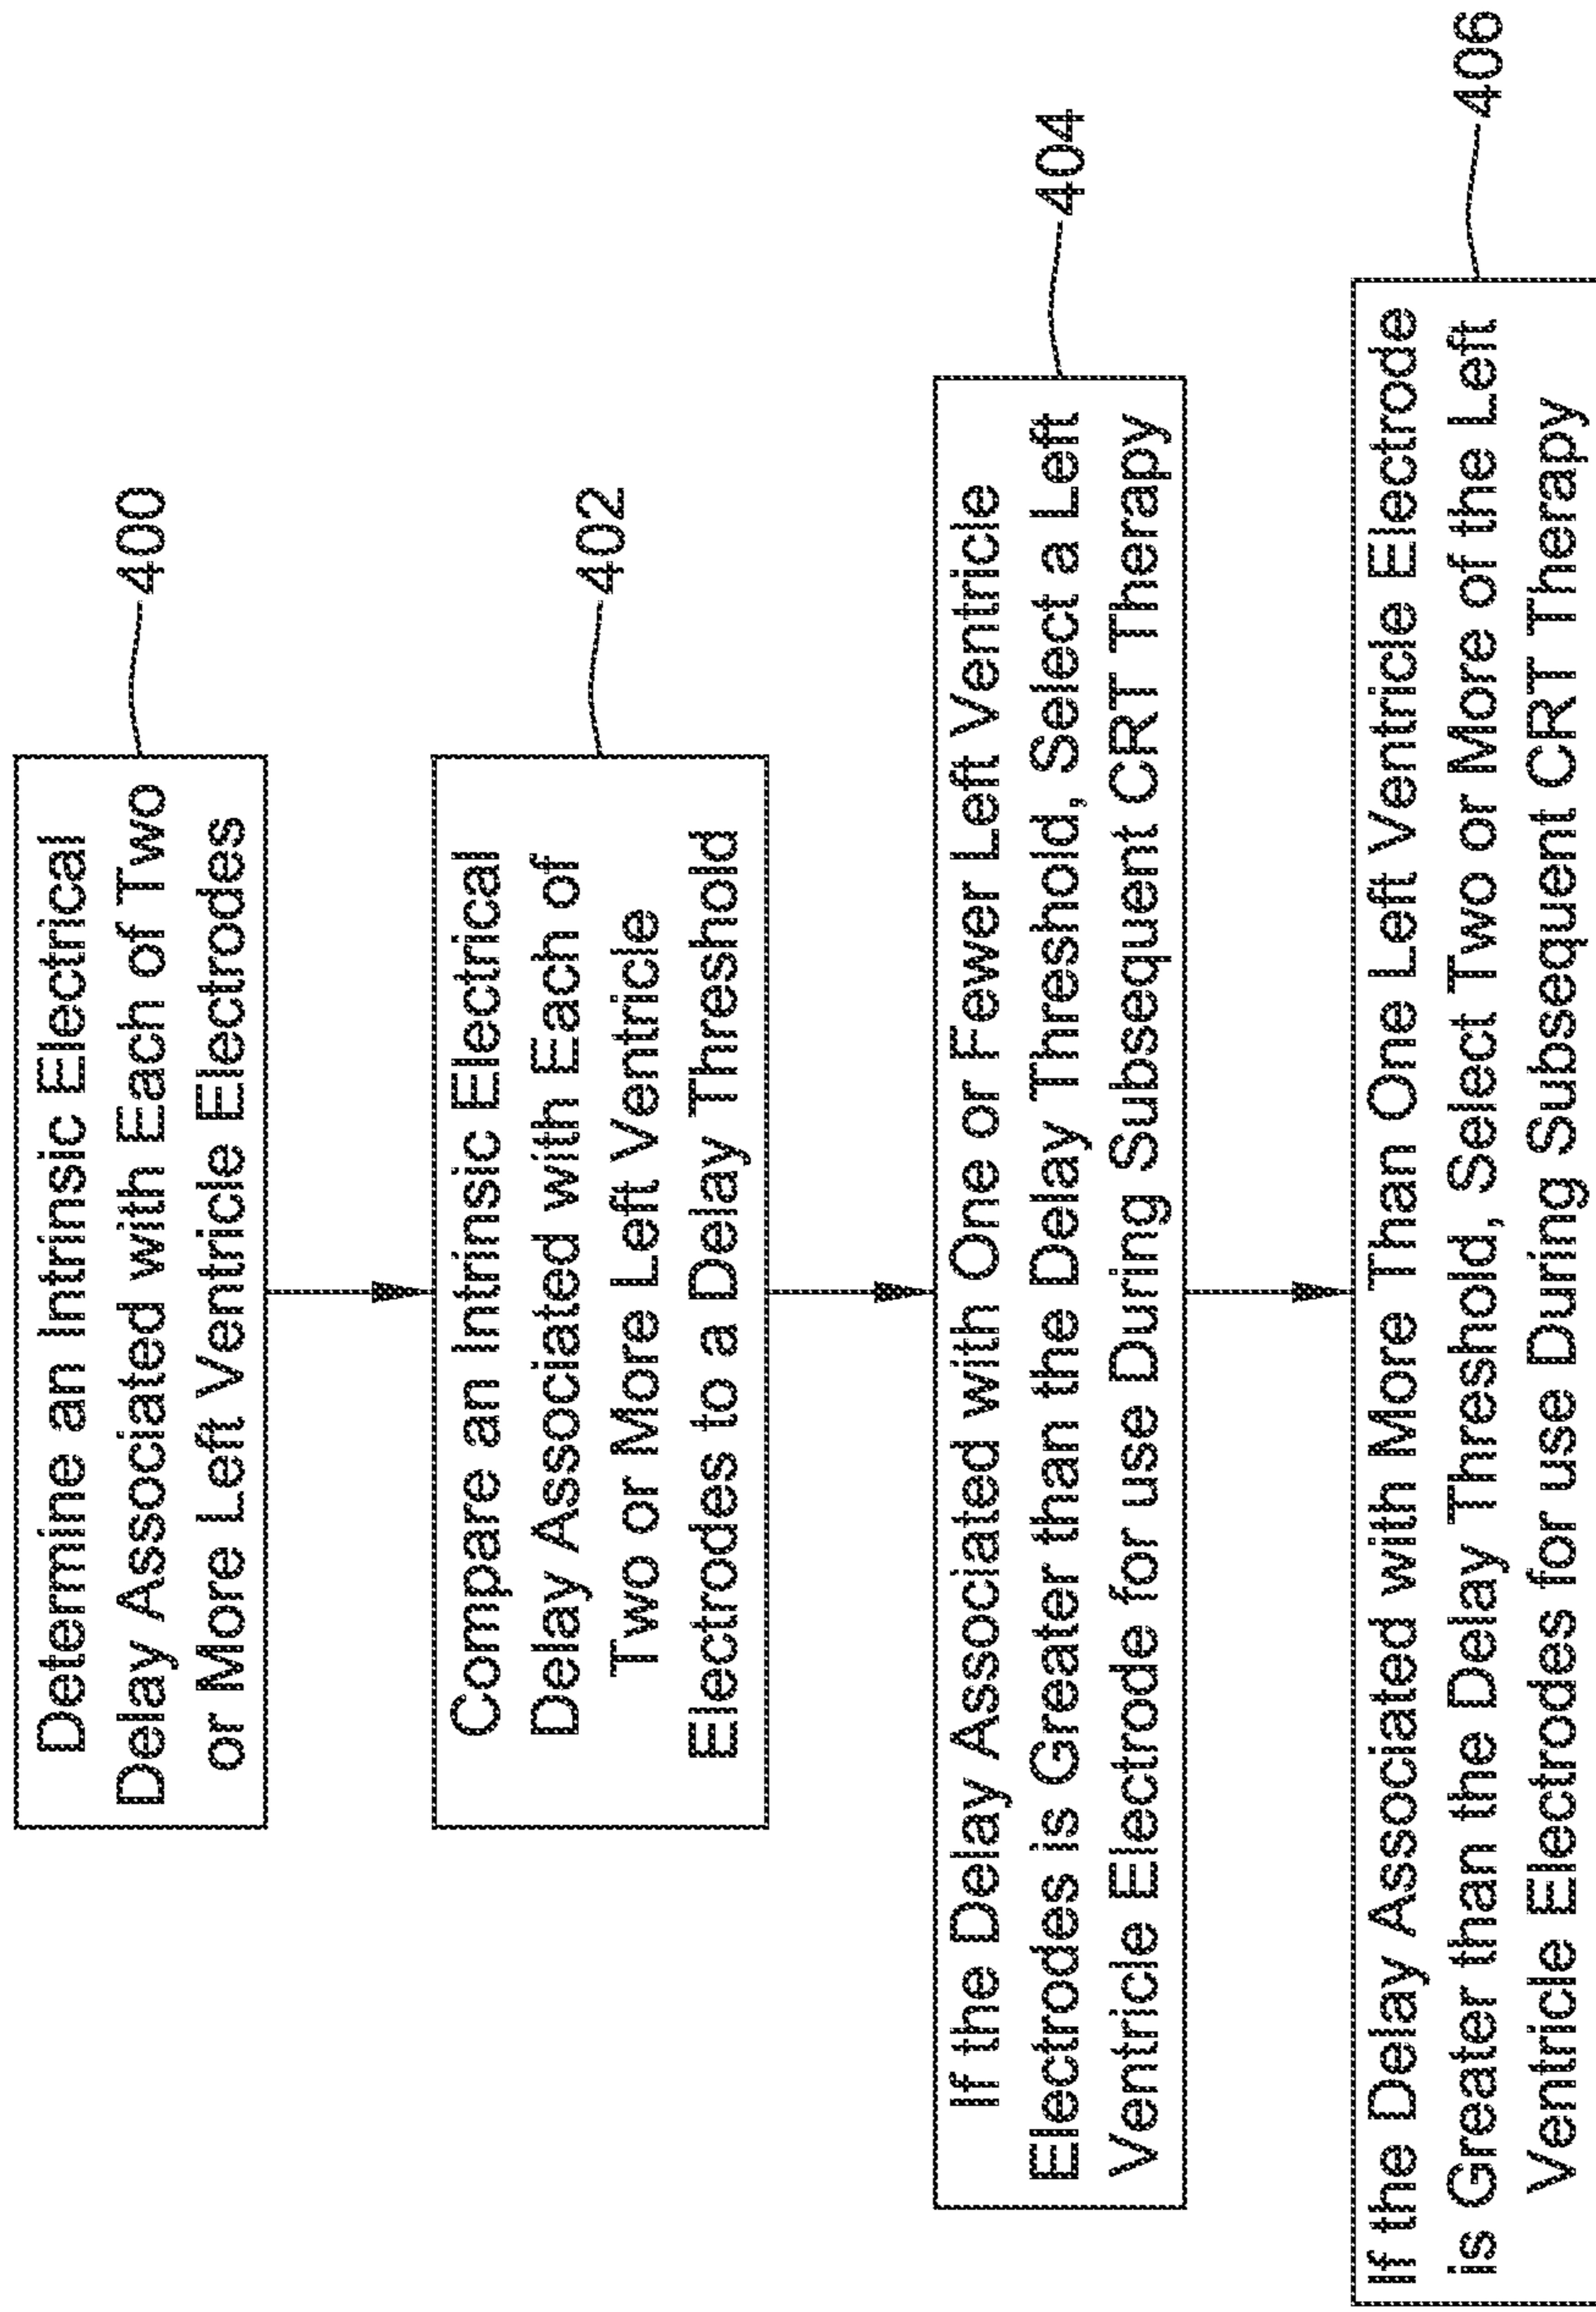 Determine an Intrinsic Electrical
Delay Associated with Each of Two
or More Left Ventricle Electrodes
400
Compare an Intrinsic Electrical
Delay Associated with Each of
Two or More Left Ventricle
Electrodes to a Delay Threshold
402
If the Delay Associated with One or Fewer Left Ventricle
Electrodes is Greater than the Delay Threshold, Select a Left
Ventricle Electrode for use During Subsequent CRT Therapy
404
If the Delay Associated with More Than One Left Ventricle Electrode
is Greater than the Delay Threshold, Select Two or More of the Left
Ventricle Electrodes for use During Subsequent CRT Therapy
406